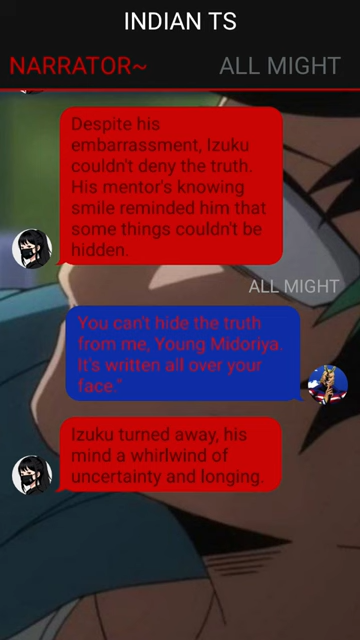 INDIAN TS
NARRATOR~ ALL MIGHT
Despite his
embarrassment, Izuku
couldn't deny the truth.
His mentor's knowing
smile reminded him that
some things couldn't be
hidden.
ALL MIGHT
You can't hide the truth
from me, Young Midoriya.
It's written all over your
face."
Izuku turned away, his
mind a whirlwind of
uncertainty and longing.